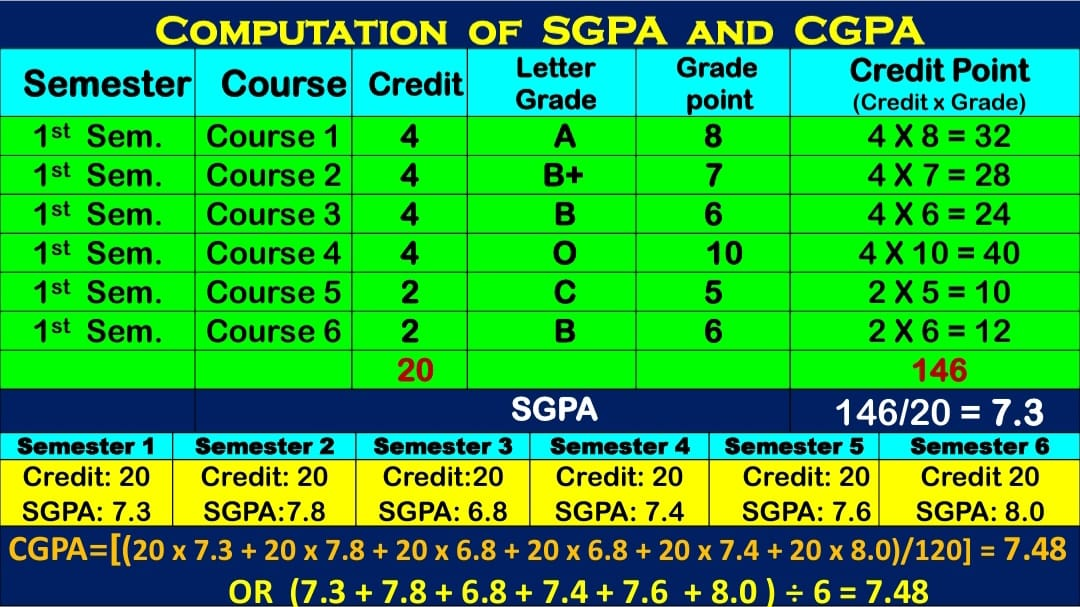 COMPUTATION OF SGPA AND CGPA
Semester Course Credit Letter Grade Grade point Credit Point (Credit x Grade)
1st Sem. Course 1 4 A 8 4 X 8 = 32
1st Sem. Course 2 4 B+ 7 4 X 7 = 28
1st Sem. Course 3 4 B 6 4 X 6 = 24
1st Sem. Course 4 4 O 10 4 X 10 = 40
1st Sem. Course 5 2 C 5 2 X 5 = 10
1st Sem. Course 6 2 B 6 2 X 6 = 12
20 146
SGPA 146/20 = 7.3
Semester 1 Semester 2 Semester 3 Semester 4 Semester 5 Semester 6
Credit: 20 Credit: 20 Credit:20 Credit: 20 Credit: 20 Credit 20
SGPA: 7.3 SGPA:7.8 SGPA: 6.8 SGPA: 7.4 SGPA: 7.6 SGPA: 8.0
CGPA=[(20 x 7.3 + 20 x 7.8 + 20 x 6.8 + 20 x 6.8 + 20 x 7.4 + 20 x 8.0)/120] = 7.48
OR (7.3 + 7.8 + 6.8 + 7.4 + 7.6 + 8.0 ) ÷ 6 = 7.48